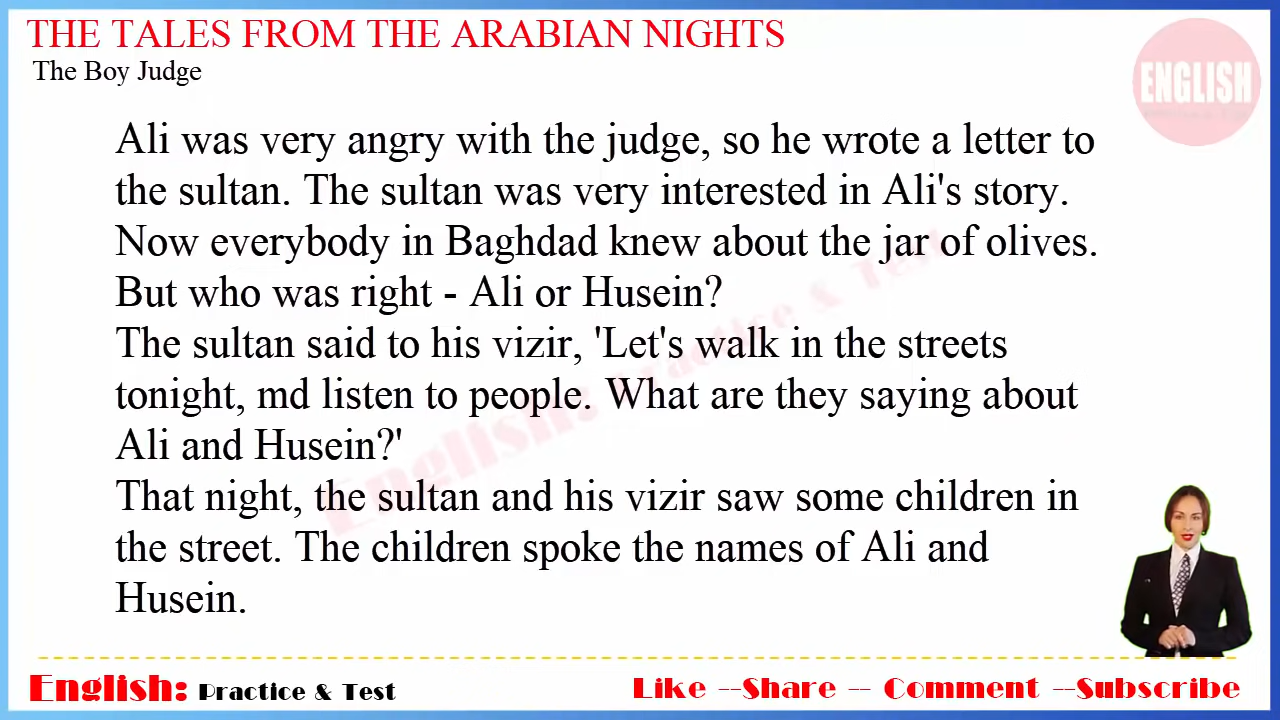 THE TALES FROM THE ARABIAN NIGHTS
The Boy Judge
ENGLISH
Ali was very angry with the judge, so he wrote a letter to
the sultan. The sultan was very interested in Ali's story.
Now everybody in Baghdad knew about the jar of olives.
But who was right - Ali or Husein?
The sultan said to his vizir, 'Let's walk in the streets
tonight, md listen to people. What are they saying about
Ali and Husein?'
That night, the sultan and his vizir saw some children in
the street. The children spoke the names of Ali and
Husein.
English: Practice & Test
English: Practice & Test
Like --Share -- Comment --Subscribe